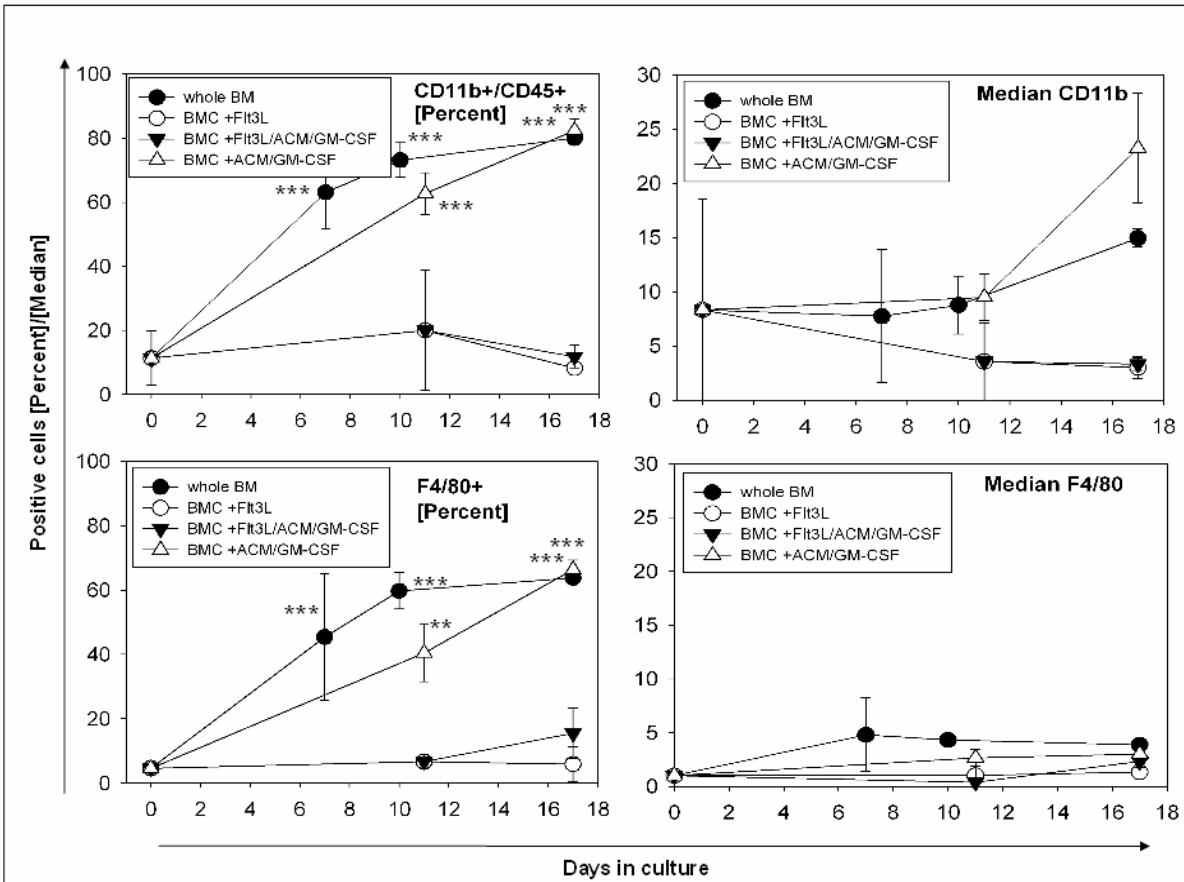 Positive cells [Percent]/[Median]
100
80
60
40
20
0
whole BM
BMC +Flt3L
BMC +Flt3L/ACM/GM-CSF
BMC +ACM/GM-CSF
CD11b+/CD45+
[Percent]
***
***
***
***
***
0 2 4 6 8 10 12 14 16 18
30
25
20
15
10
5
0
whole BM
BMC +Flt3L
BMC +Flt3L/ACM/GM-CSF
BMC +ACM/GM-CSF
Median CD11b
0 2 4 6 8 10 12 14 16 18
100
80
60
40
20
0
whole BM
BMC +Flt3L
BMC +Flt3L/ACM/GM-CSF
BMC +ACM/GM-CSF
F4/80+
[Percent]
***
***
***
***
**
0 2 4 6 8 10 12 14 16 18
30
25
20
15
10
5
0
whole BM
BMC +Flt3L
BMC +Flt3L/ACM/GM-CSF
BMC +ACM/GM-CSF
Median F4/80
0 2 4 6 8 10 12 14 16 18
Days in culture